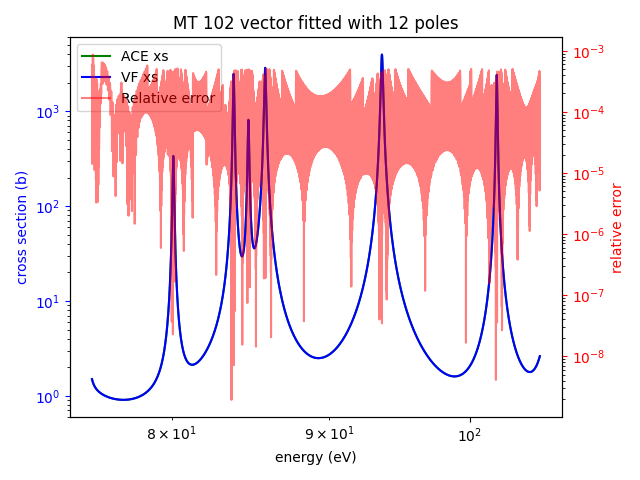 MT 102 vector fitted with 12 poles
ACE xs
VF xs
Relative error
cross section (b)
10³
10²
10¹
10⁰
10⁻³
10⁻⁴
10⁻⁵
10⁻⁶
10⁻⁷
10⁻⁸
relative error
8 × 10¹
9 × 10¹
10²
energy (eV)